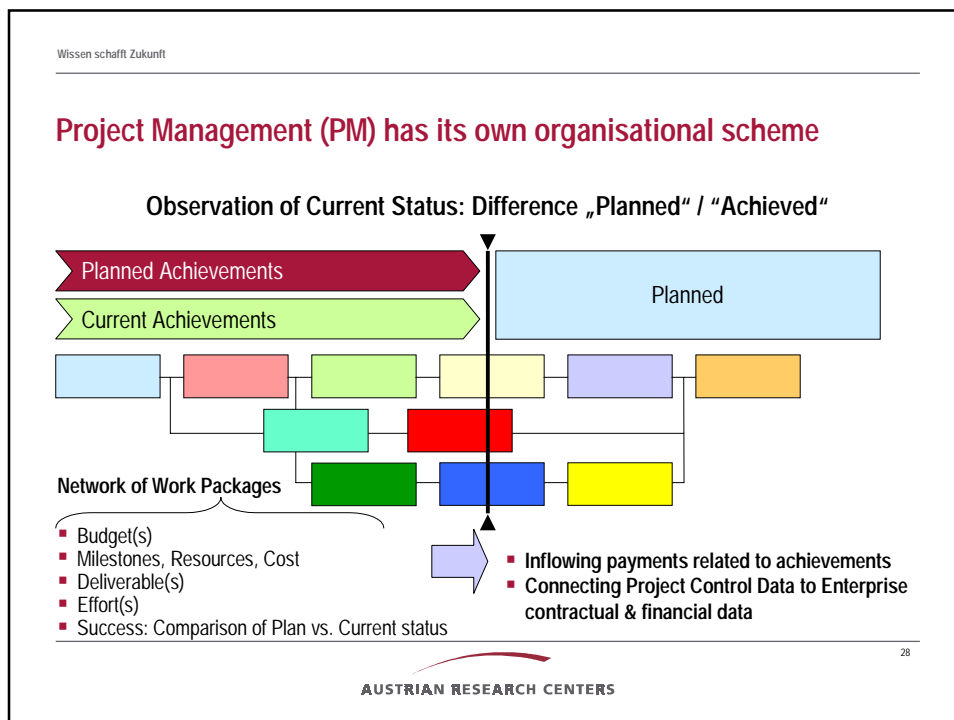 Wissen schafft Zukunft
Project Management (PM) has its own organisational scheme
Observation of Current Status: Difference „Planned“ / “Achieved“
Planned Achievements
Planned
Current Achievements
Network of Work Packages
▪ Budget(s)
▪ Milestones, Resources, Cost
▪ Deliverable(s)
▪ Effort(s)
▪ Success: Comparison of Plan vs. Current status
▪ Inflowing payments related to achievements
▪ Connecting Project Control Data to Enterprise
contractual & financial data
28
AUSTRIAN RESEARCH CENTERS